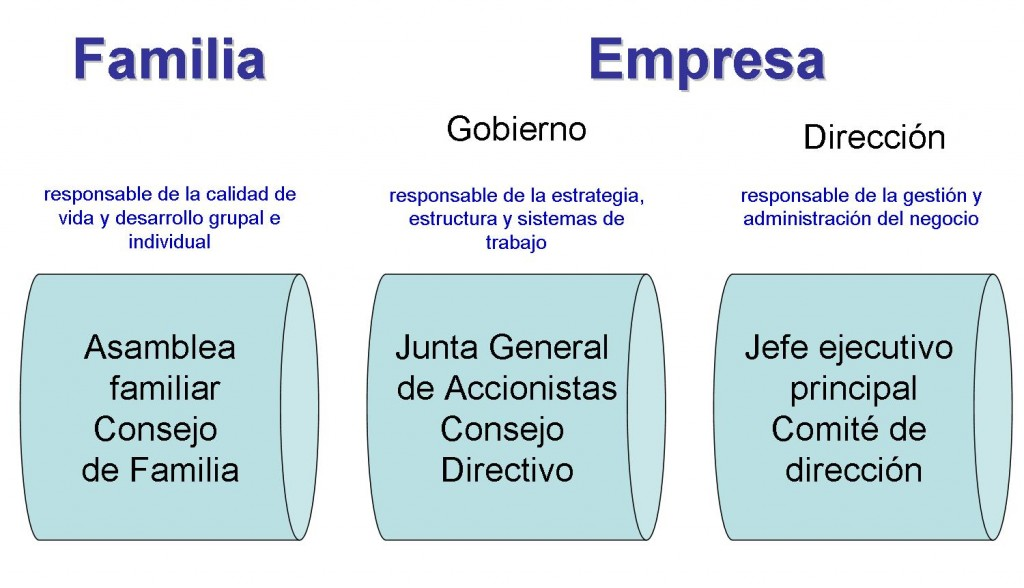 Familia
Empresa
Gobierno
Dirección
responsable de la calidad de
vida y desarrollo grupal e
individual
responsable de la estrategia,
estructura y sistemas de
trabajo
responsable de la gestión y
administración del negocio
Asamblea
familiar
Consejo
de Familia
Junta General
de Accionistas
Consejo
Directivo
Jefe ejecutivo
principal
Comité de
dirección